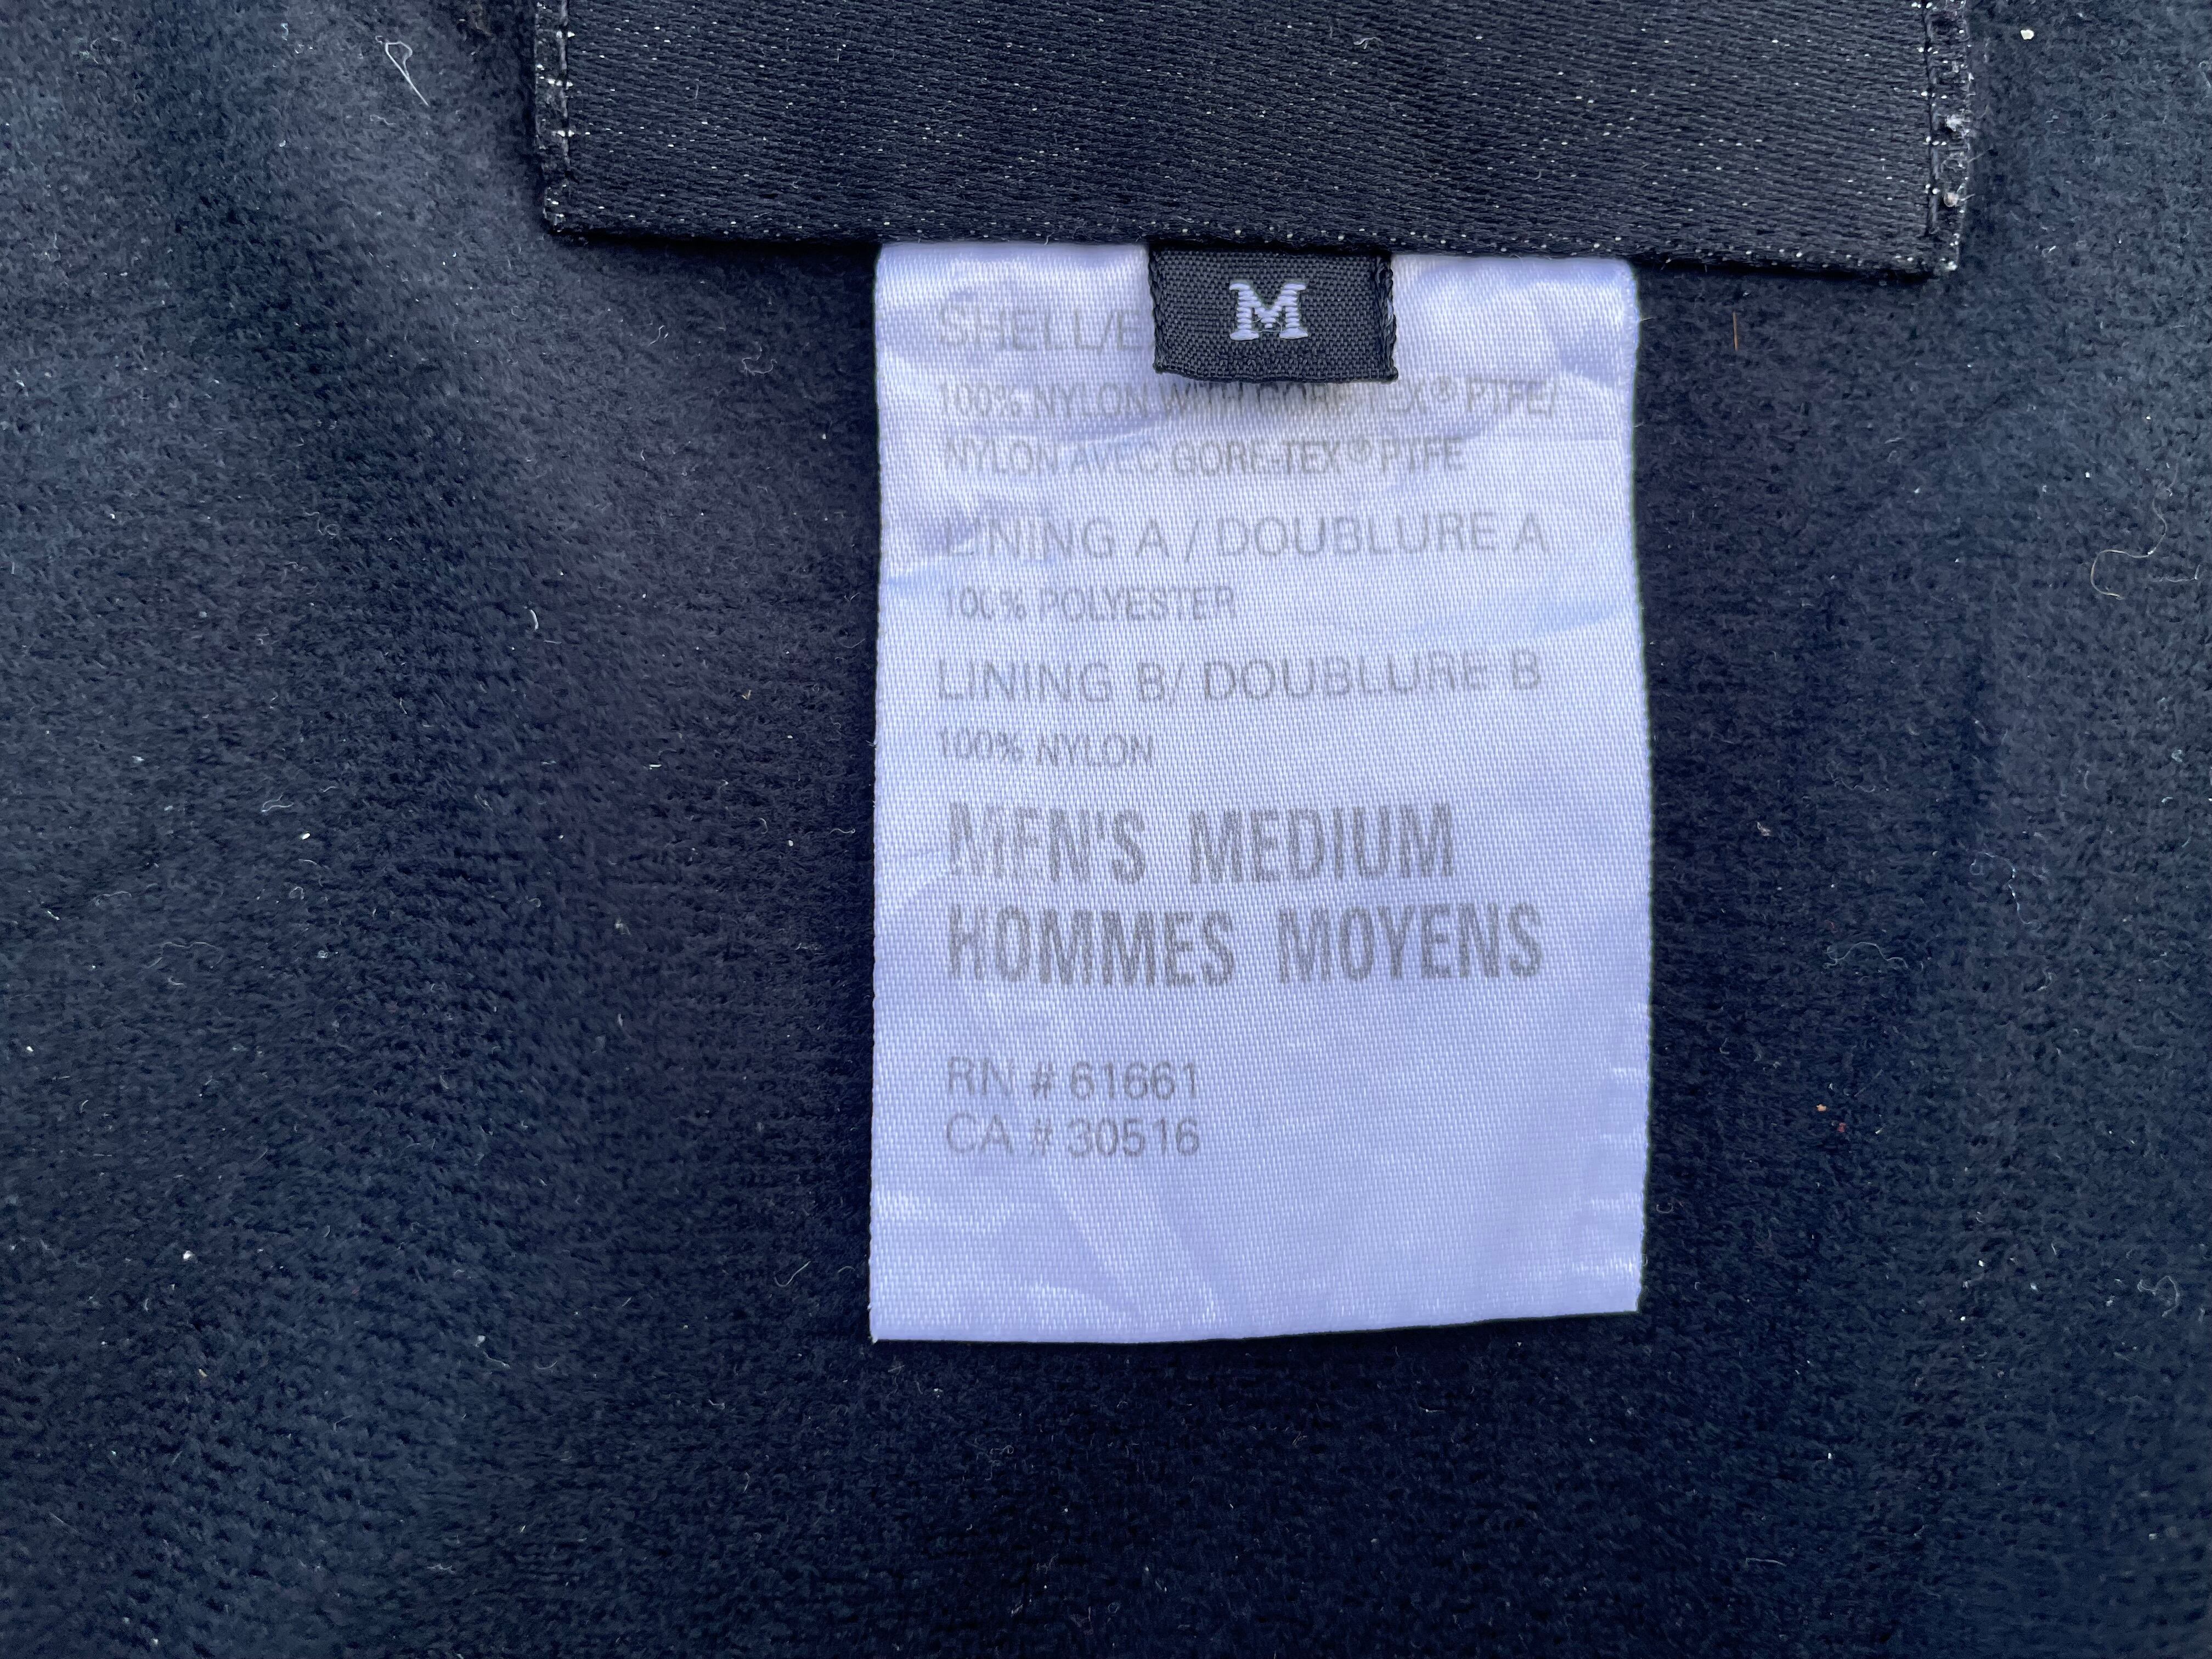 M
SHELL/E
100% NYLON WITH GORE-TEX® PTFE/
NYLON AVEC GORE-TEX® PTFE
LINING A / DOUBLURE A
100% POLYESTER
LINING B/ DOUBLURE B
100% NYLON
MEN'S MEDIUM
HOMMES MOYENS
RN # 61661
CA # 30516